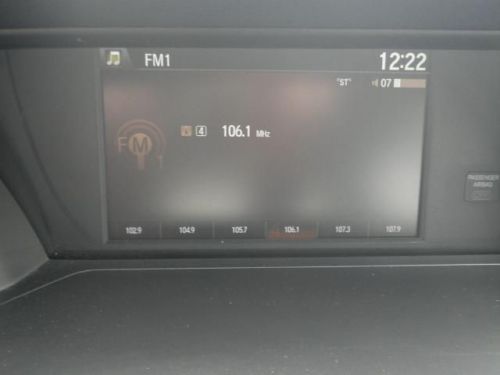 FM1 12:22
"ST" 07
4 106.1 MHz
FM 1
PASSENGER
AIRBAG
102.9 104.9 105.7 106.1 107.3 107.9